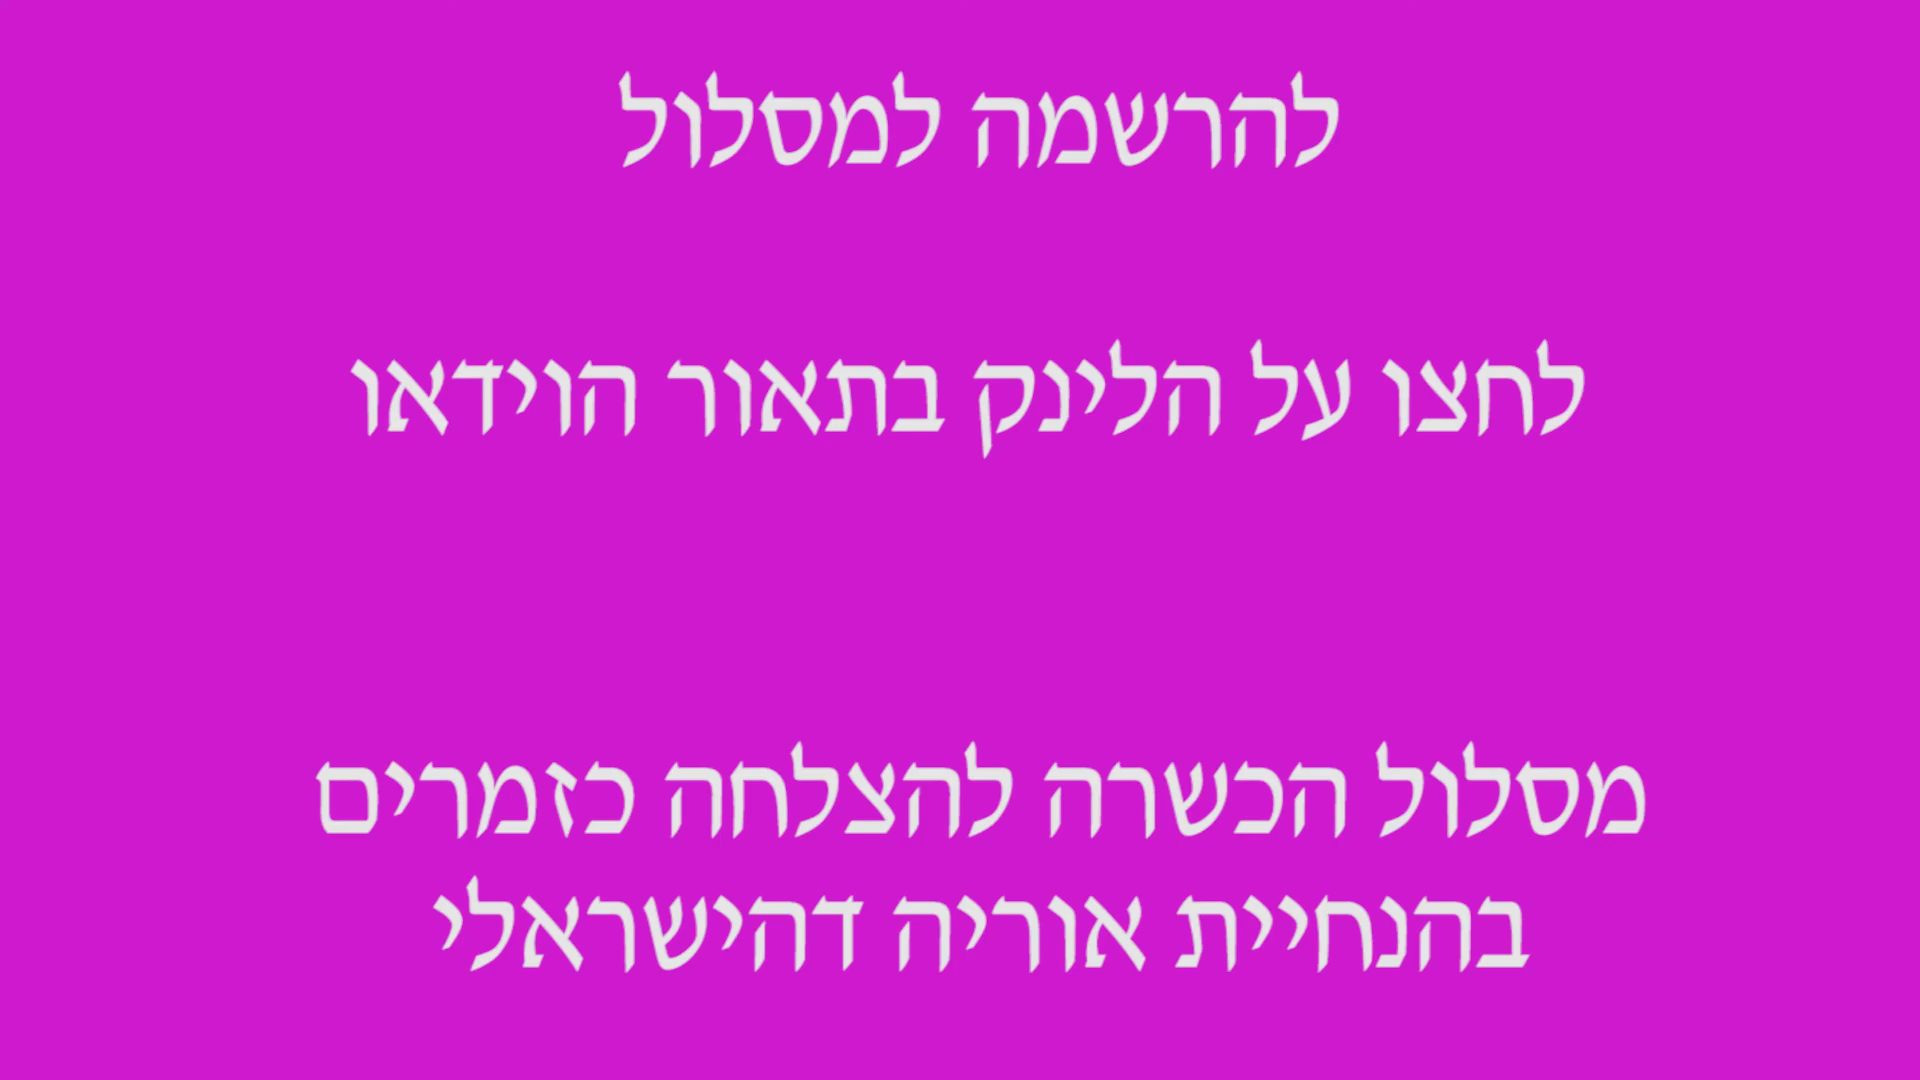 להרשמה למסלול
לחצו על הלינק בתאור הוידאו
מסלול הכשרה להצלחה כזמרים
בהנחיית אוריה דהישראלי